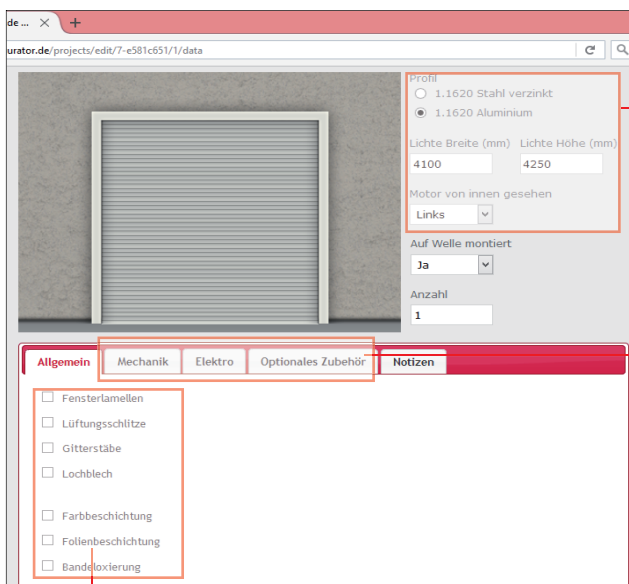 de ...
urator.de/projects/edit/7-e581c651/1/data
Profil
1.1620 Stahl verzinkt
1.1620 Aluminium
Lichte Breite (mm) Lichte Höhe (mm)
4100 4250
Motor von innen gesehen
Links
Auf Welle montiert
Ja
Anzahl
1
Allgemein Mechanik Elektro Optionales Zubehör Notizen
Fensterlamellen
Lüftungsschlitze
Gitterstäbe
Lochblech
Farbbeschichtung
Folienbeschichtung
Bandeloxierung